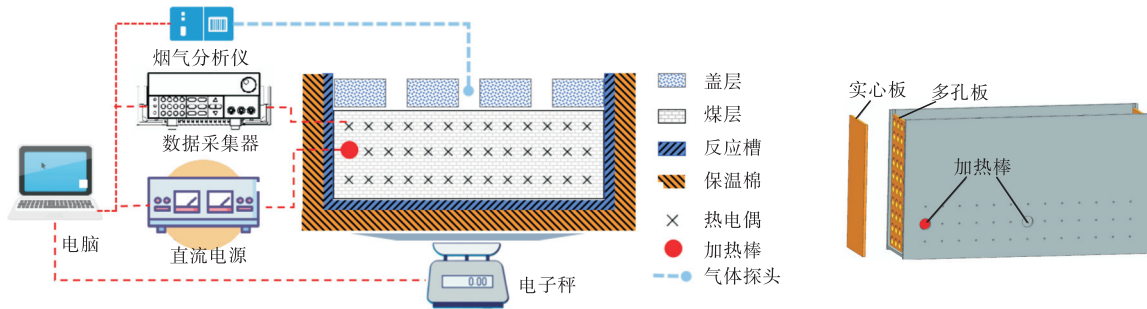 烟气分析仪
数据采集器
电脑
直流电源
0.00
电子秤
盖层
煤层
反应槽
保温棉
热电偶
加热棒
气体探头
实心板
多孔板
加热棒